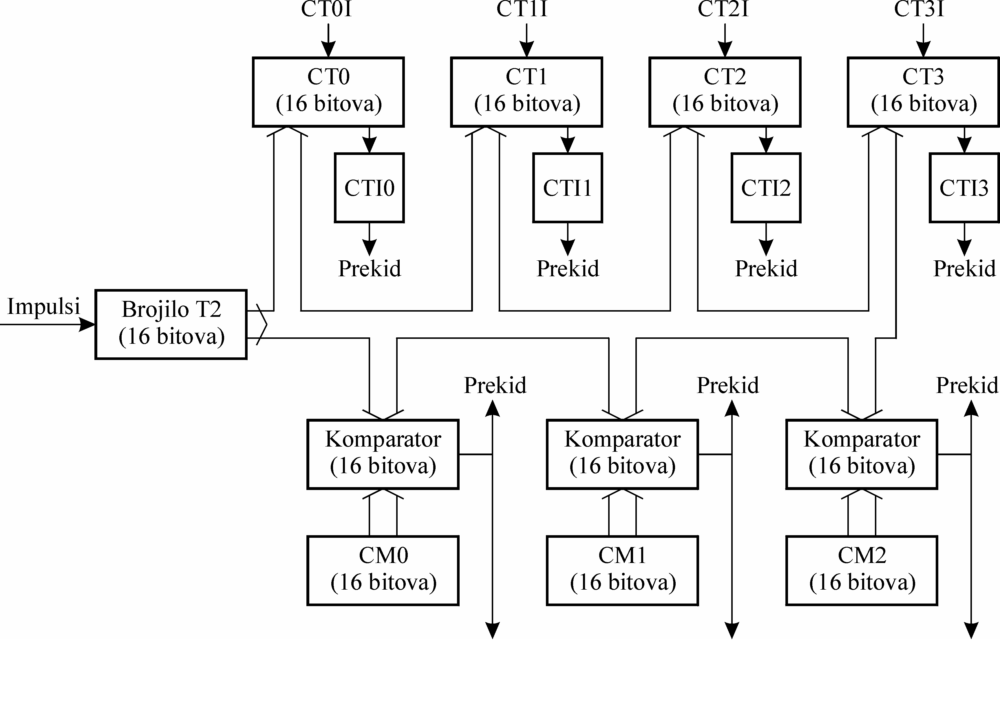 CT0I
CT1I
CT2I
CT3I
CT0
(16 bitova)
CT1
(16 bitova)
CT2
(16 bitova)
CT3
(16 bitova)
CTI0
CTI1
CTI2
CTI3
Prekid
Prekid
Prekid
Prekid
Impulsi
Brojilo T2
(16 bitova)
Prekid
Prekid
Prekid
Komparator
(16 bitova)
Komparator
(16 bitova)
Komparator
(16 bitova)
CM0
(16 bitova)
CM1
(16 bitova)
CM2
(16 bitova)